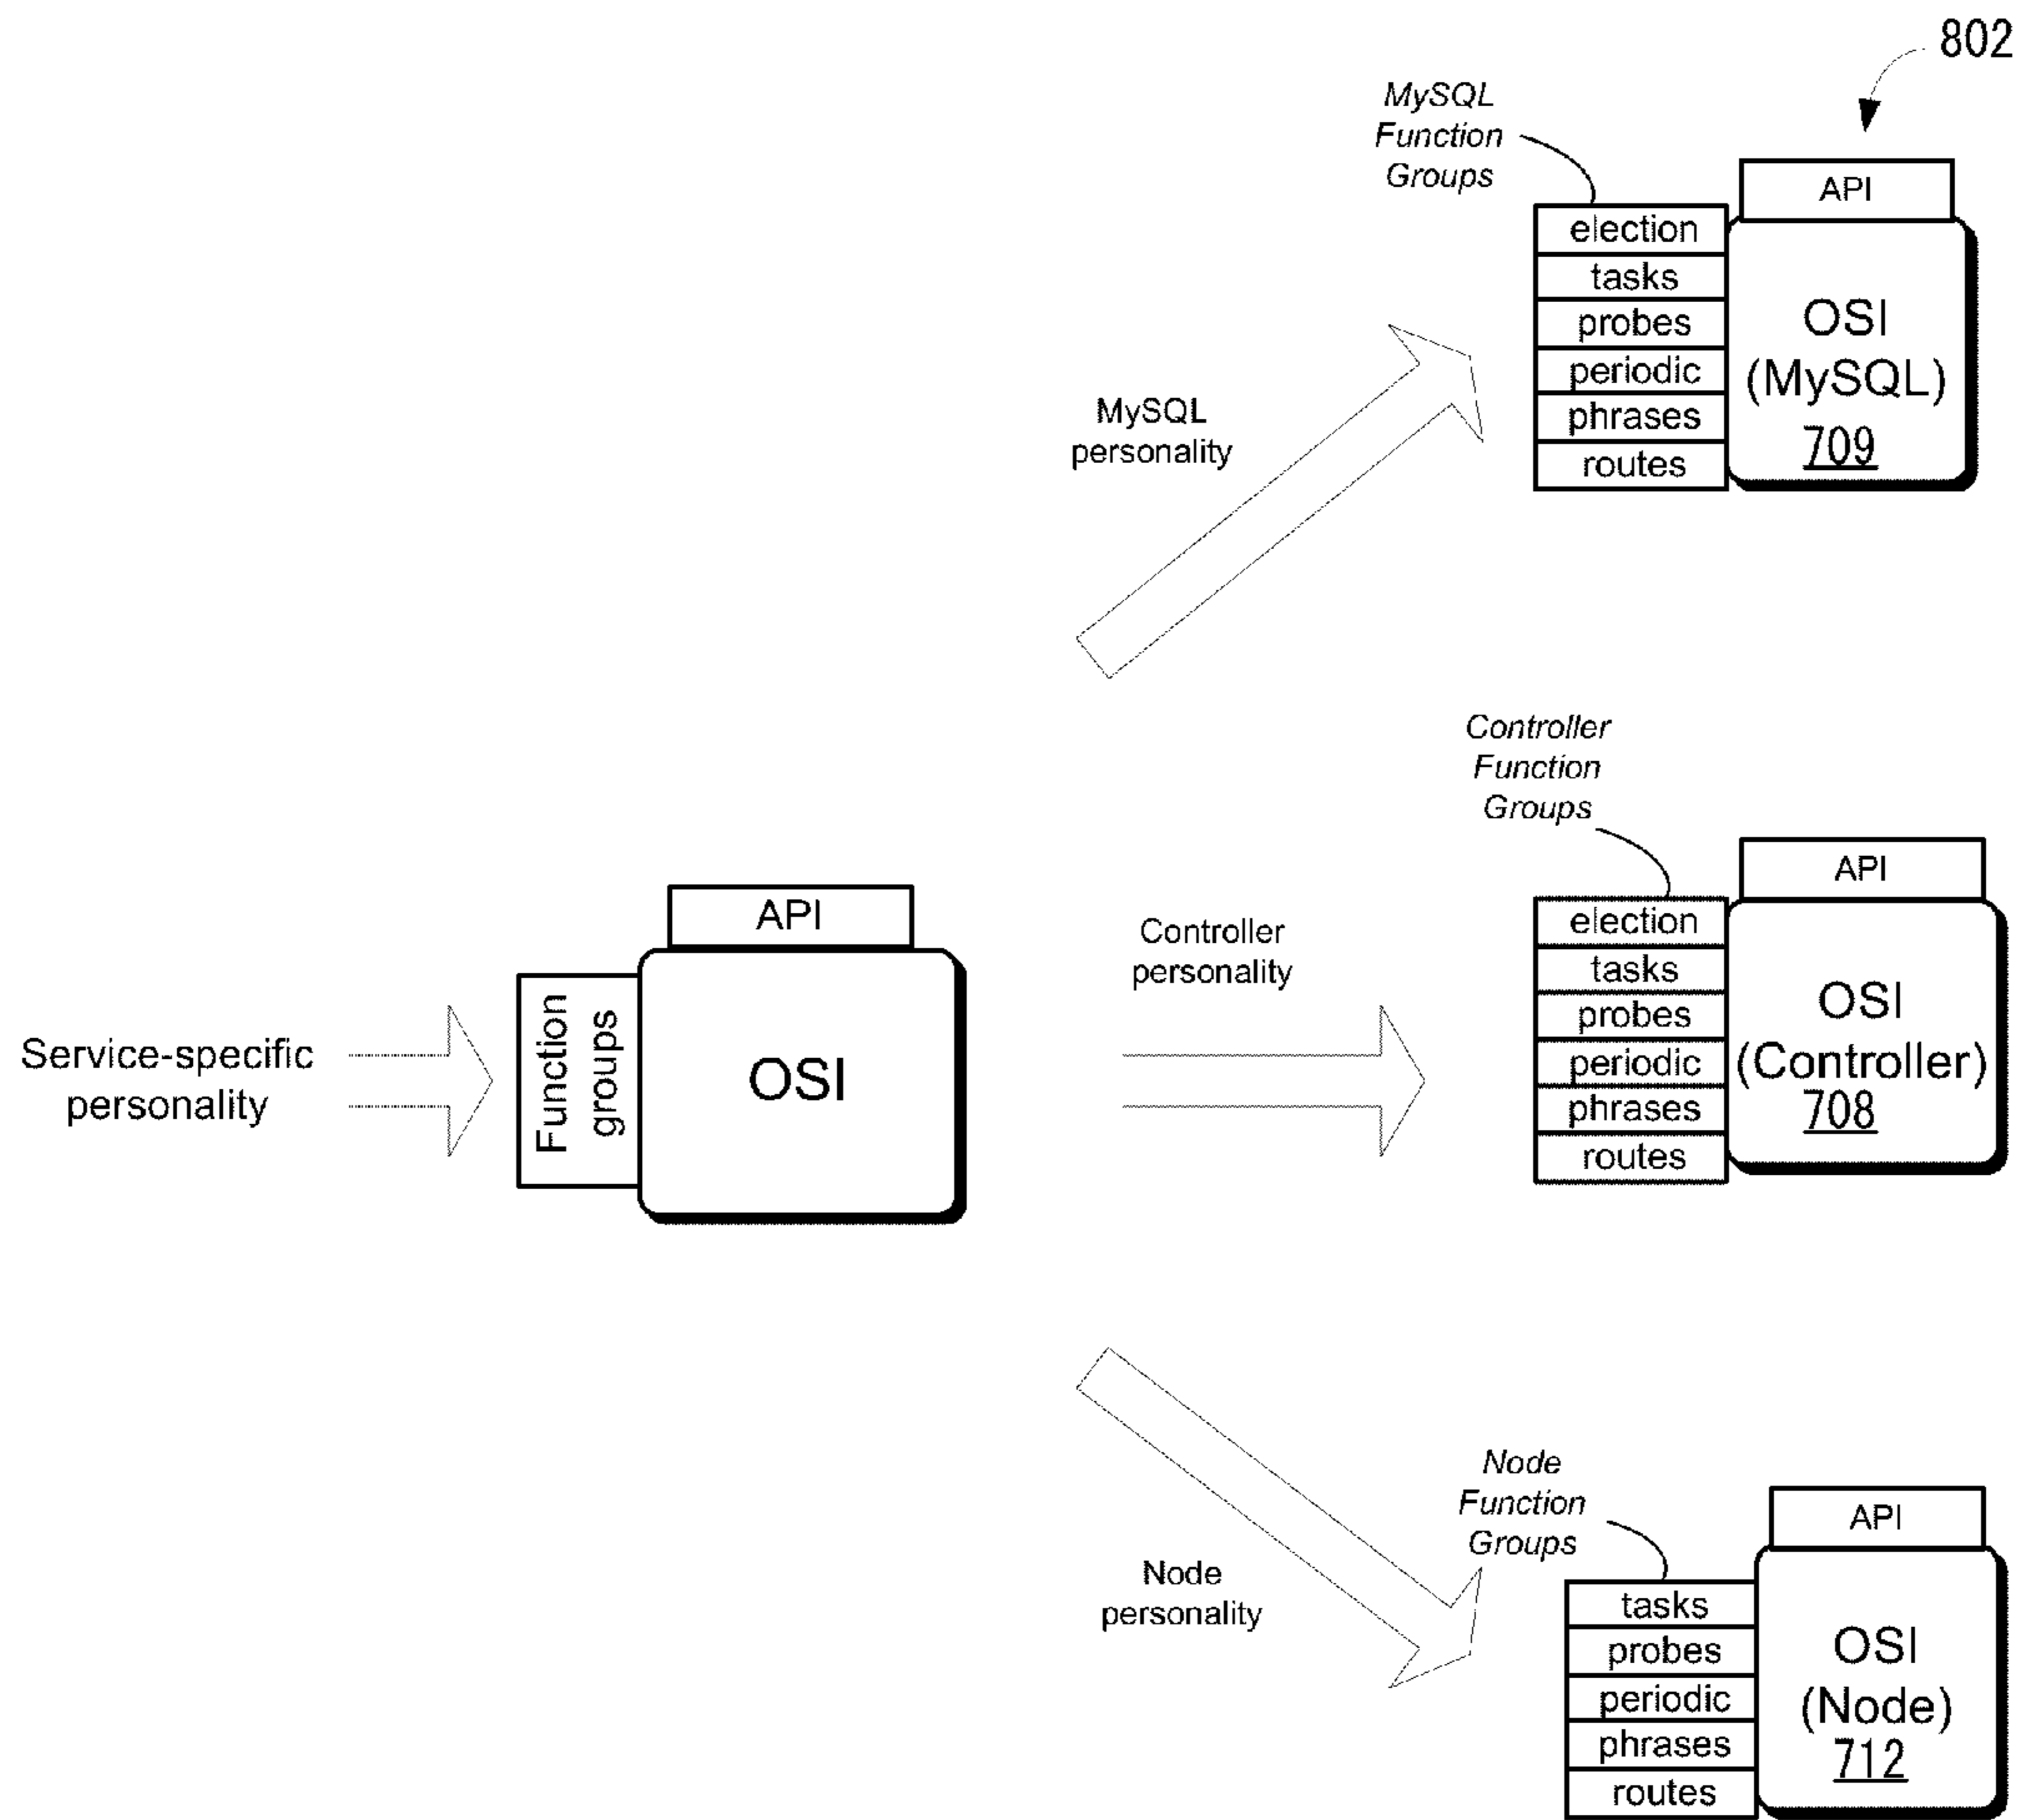 802
MySQL
Function
Groups
API
election
tasks
probes
periodic
phrases
routes
OSI
(MySQL)
709
MySQL
personality
Controller
Function
Groups
API
election
tasks
probes
periodic
phrases
routes
OSI
(Controller)
708
Controller
personality
API
Function
groups
OSI
Service-specific
personality
Node
Function
Groups
API
tasks
probes
periodic
phrases
routes
OSI
(Node)
712
Node
personality